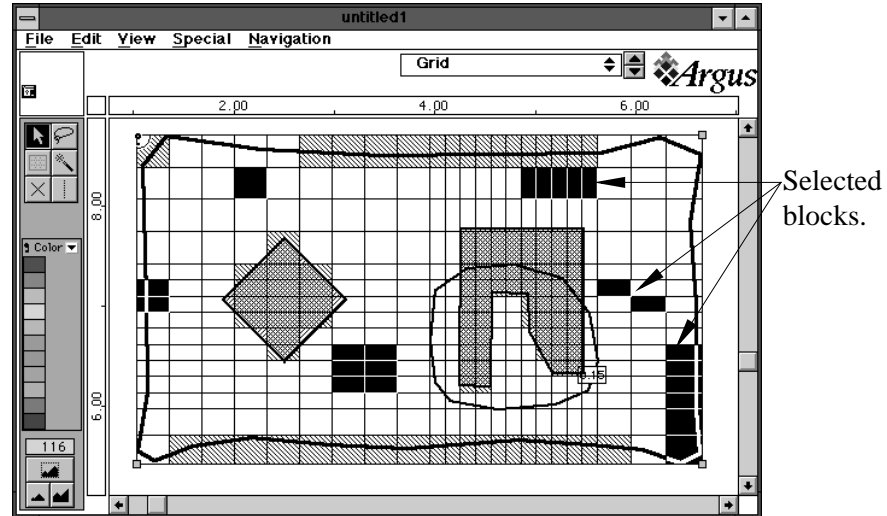 untitled1
File Edit View Special Navigation
Grid
Argus
2.00 4.00 6.00
Selected
blocks.
8.00
Color
0.15
6.00
116